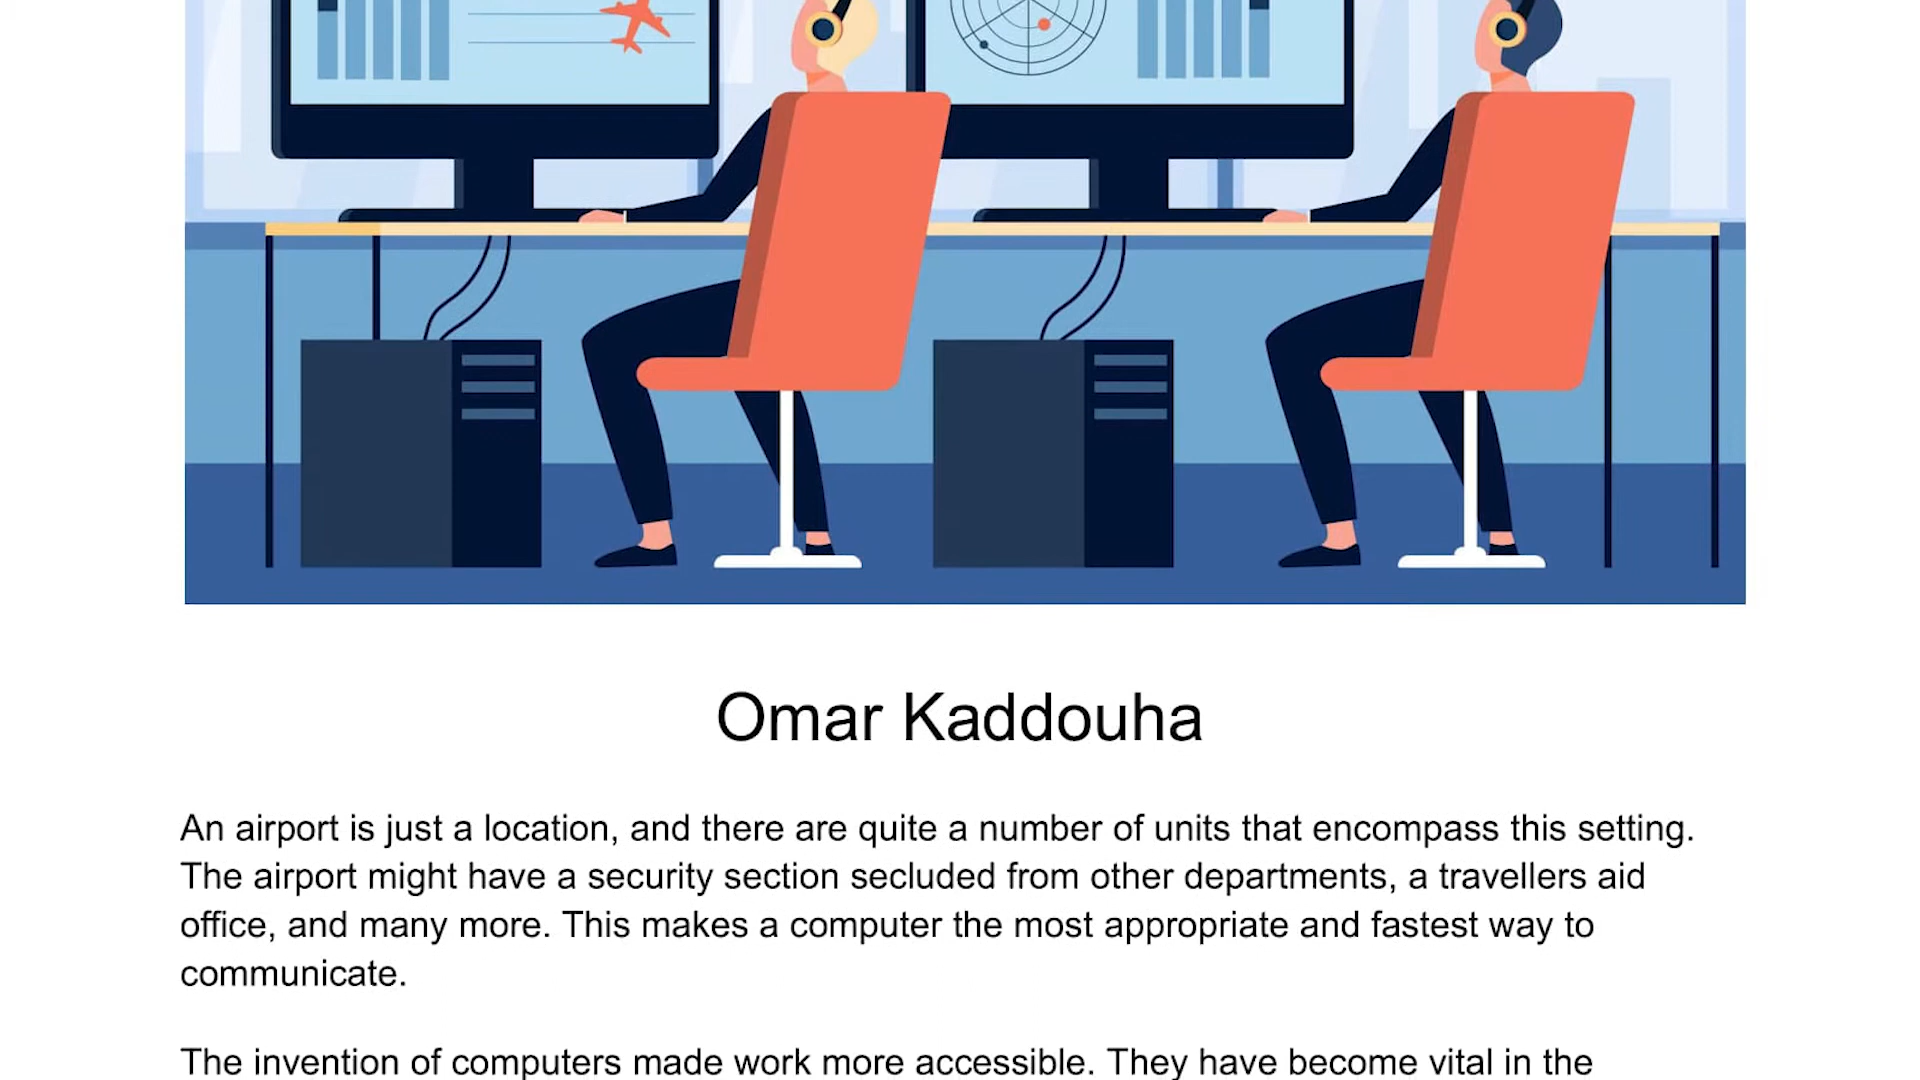 Omar Kaddouha
An airport is just a location, and there are quite a number of units that encompass this setting.
The airport might have a security section secluded from other departments, a travellers aid
office, and many more. This makes a computer the most appropriate and fastest way to
communicate.
The invention of computers made work more accessible. They have become vital in the